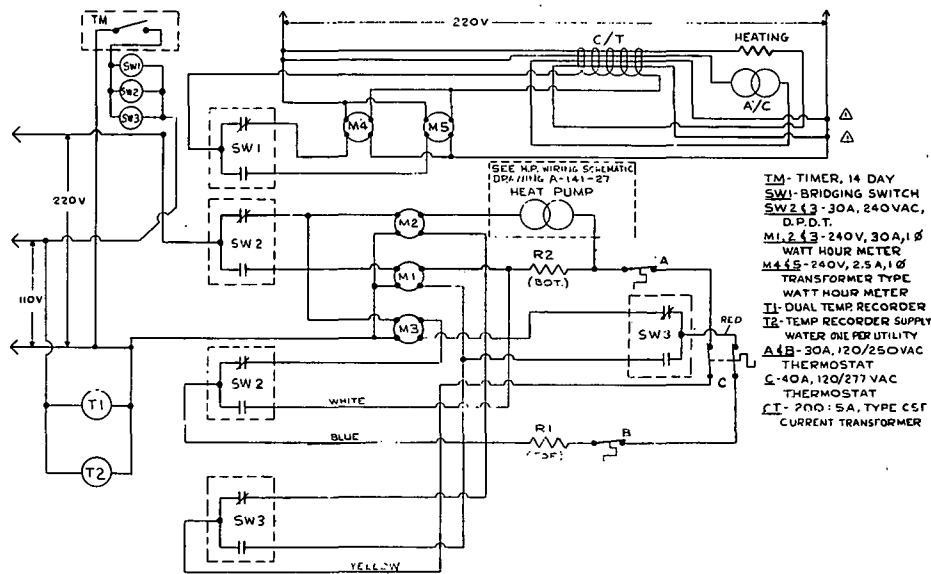 TM
220V
C/T
HEATING
A/C
SW1
SW2
SW3
M4
M5
SW1
220V
110V
SEE H.P. WIRING SCHEMATIC
DRAWING A-141-27
HEAT PUMP
SW2
M2
M1
M3
R2
(BOT.)
A
SW3
RED
C
SW2
WHITE
BLUE
R1
B
T1
T2
SW3
YELLOW
TM- TIMER, 14 DAY
SW1-BRIDGING SWITCH
SW2&3-30A, 240VAC,
D.P.D.T.
M1,2&3-240V, 30A, 1Ø
WATT HOUR METER
M4&5-240V, 2.5A, 1Ø
TRANSFORMER TYPE
WATT HOUR METER
T1-DUAL TEMP. RECORDER
T2-TEMP RECORDER SUPPLY
WATER ONE PER UTILITY
A&B-30A, 120/250VAC
THERMOSTAT
C-40A, 120/277 VAC
THERMOSTAT
CT- 200:5A, TYPE CSF
CURRENT TRANSFORMER